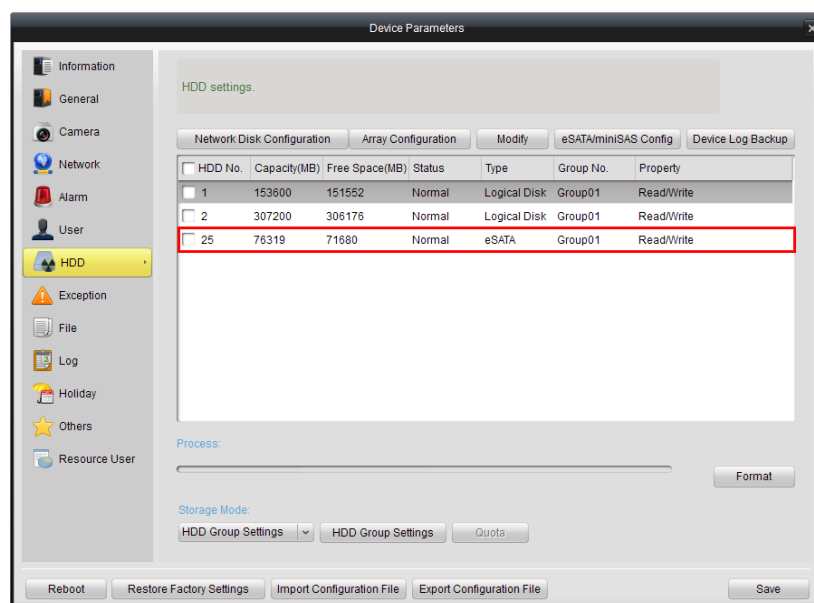 Device Parameters
Information
General
Camera
Network
Alarm
User
HDD
Exception
File
Log
Holiday
Others
Resource User
HDD settings.
Network Disk Configuration Array Configuration Modify eSATA/miniSAS Config Device Log Backup
HDD No. Capacity(MB) Free Space(MB) Status Type Group No. Property
1 153600 151552 Normal Logical Disk Group01 Read/Write
2 307200 306176 Normal Logical Disk Group01 Read/Write
25 76319 71680 Normal eSATA Group01 Read/Write
Process:
Format
Storage Mode:
HDD Group Settings HDD Group Settings Quota
Reboot Restore Factory Settings Import Configuration File Export Configuration File Save